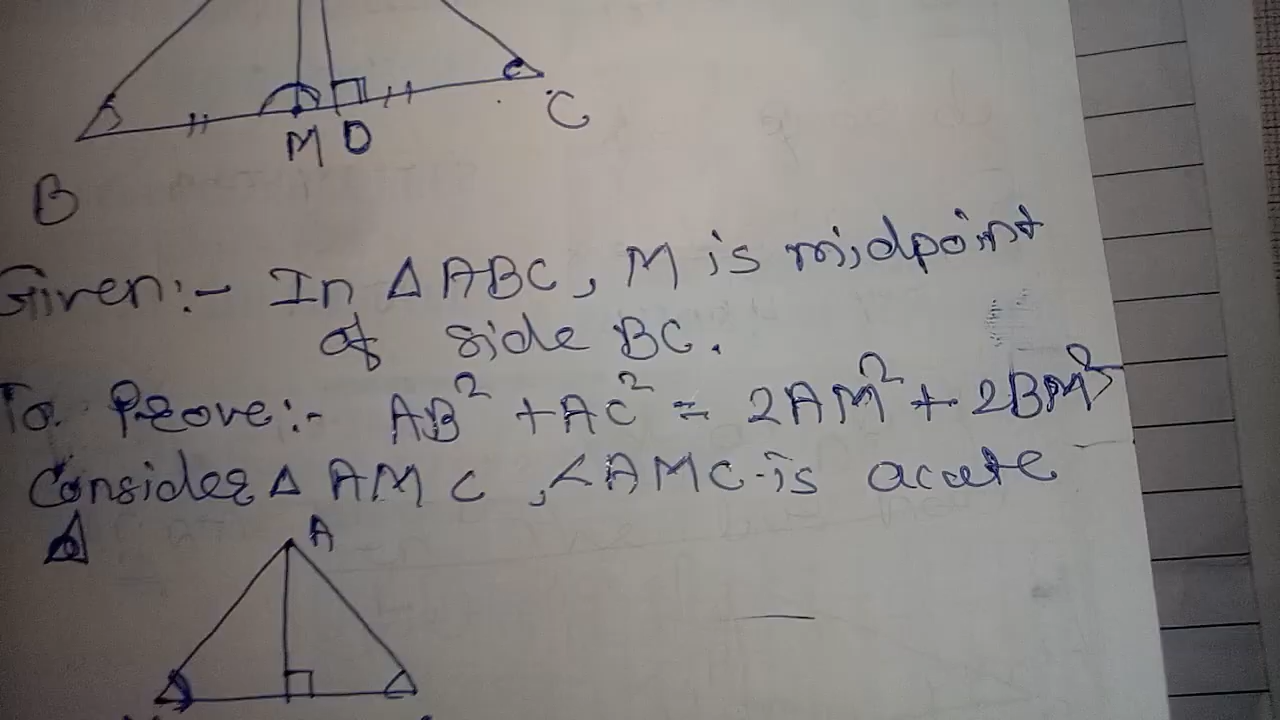 C
M D
B
Given:- In △ABC, M is midpoint
of side BC.
To Prove:- AB² + AC² = 2AM² + 2BM²
Consider △ AMC, <AMC is acute
A